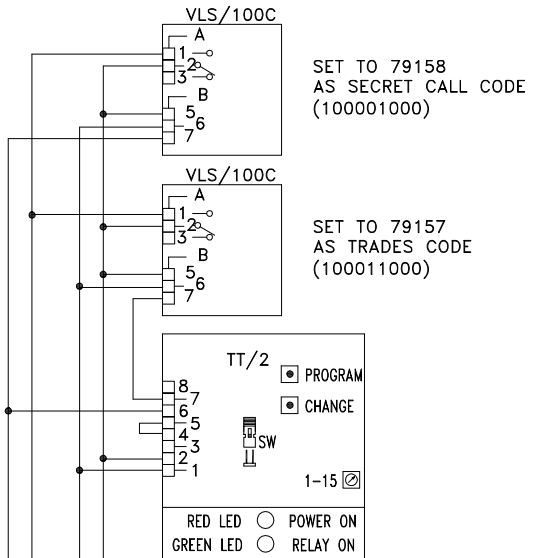 VLS/100C
A
1
2
3
B
5
6
7
SET TO 79158
AS SECRET CALL CODE
(100001000)
VLS/100C
A
1
2
3
B
5
6
7
SET TO 79157
AS TRADES CODE
(100011000)
TT/2
PROGRAM
CHANGE
8
7
6
5
4
3
2
1
SW
1-15
RED LED POWER ON
GREEN LED RELAY ON